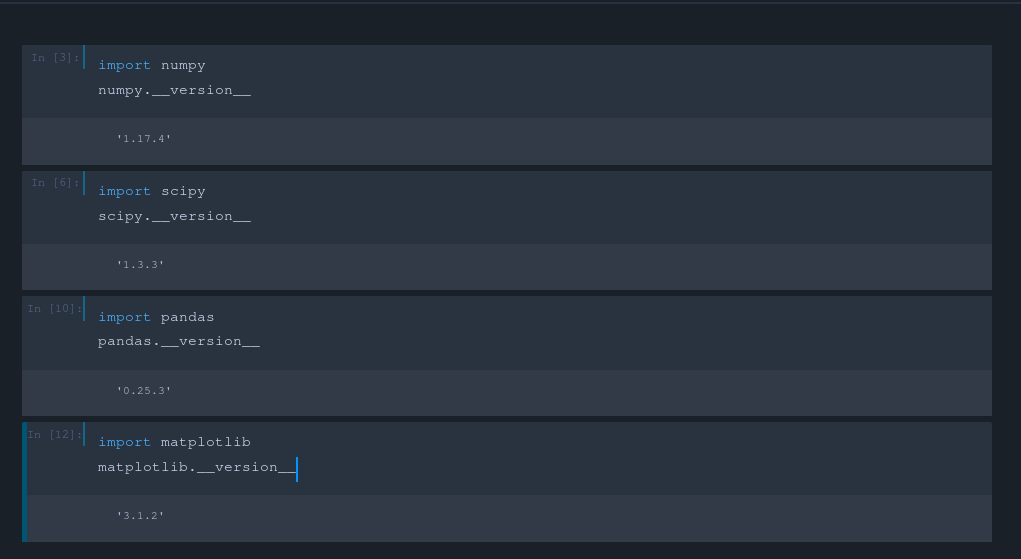 In [3]:
import numpy
numpy.__version__
'1.17.4'
In [6]:
import scipy
scipy.__version__
'1.3.3'
In [10]:
import pandas
pandas.__version__
'0.25.3'
In [12]:
import matplotlib
matplotlib.__version__
'3.1.2'